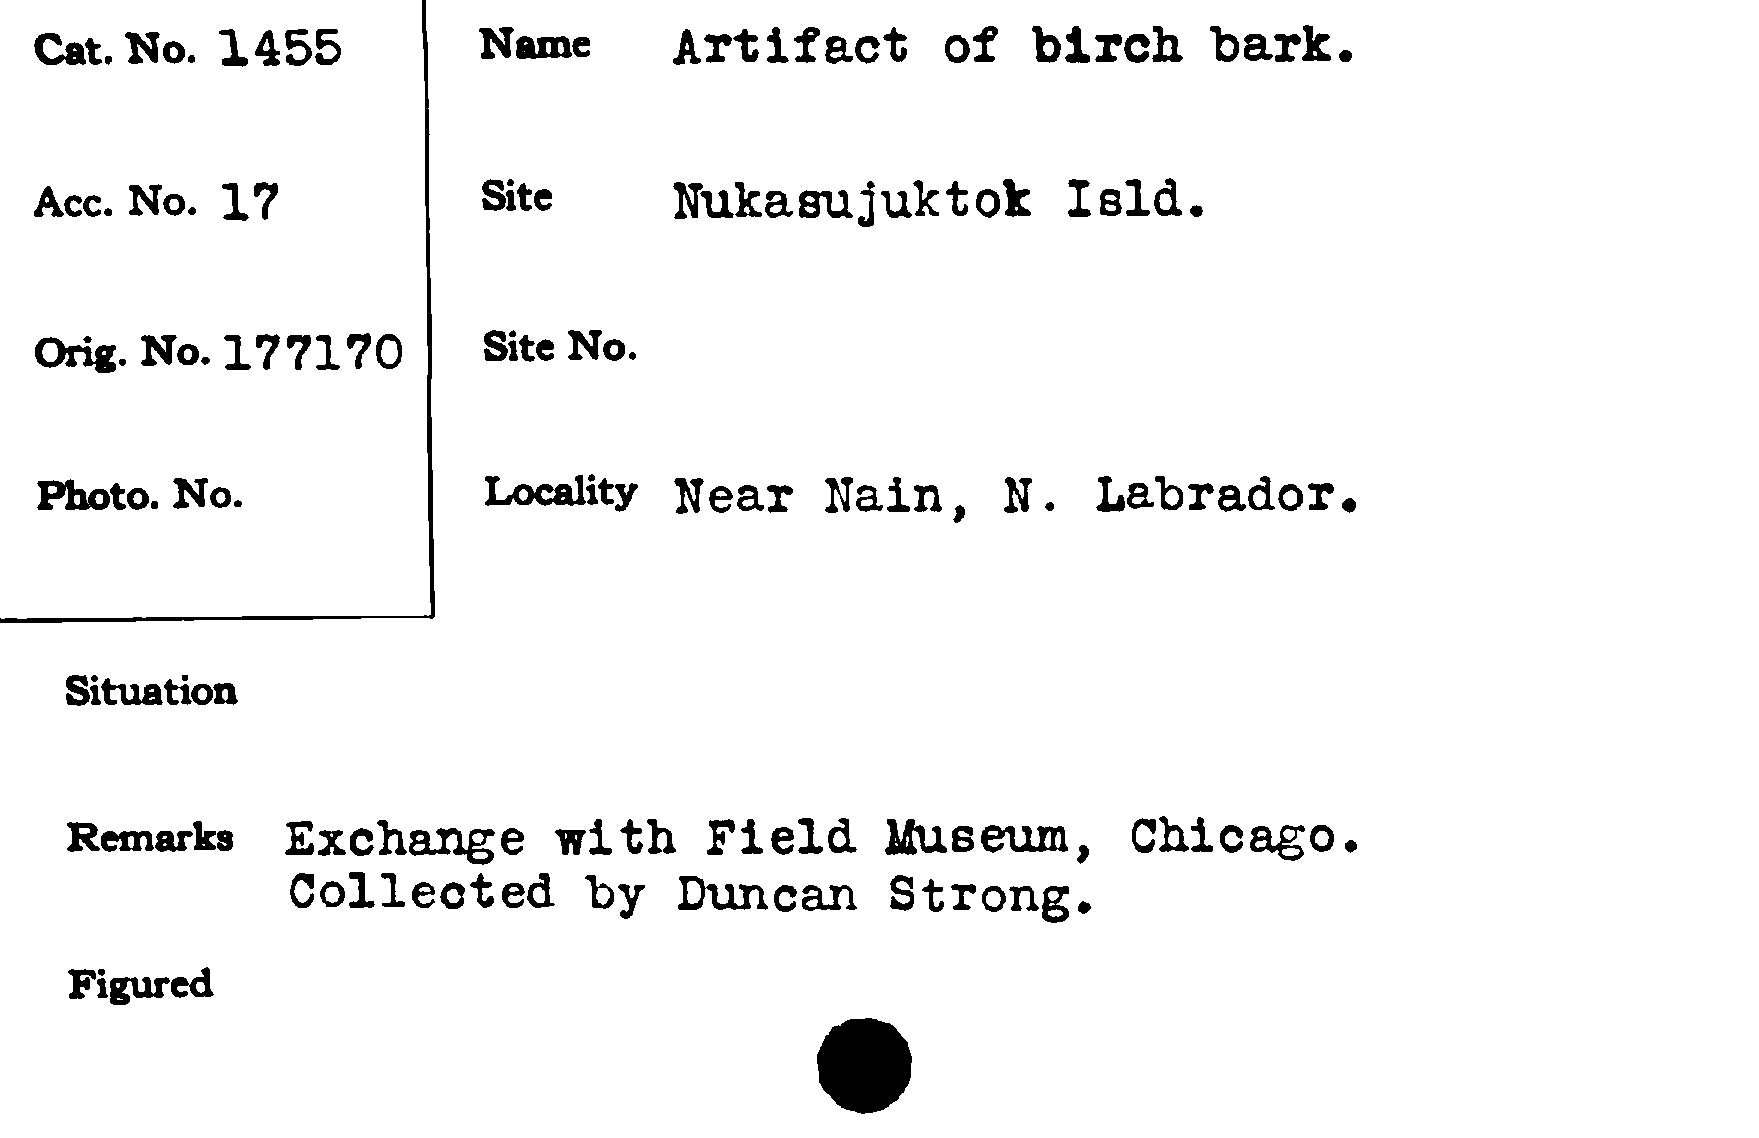 Cat. No. 1455
Acc. No. 17
Orig. No. 177170
Photo. No.
Name Artifact of birch bark.
Site Nukasujuktok Isld.
Site No.
Locality Near Nain, N. Labrador.
Situation
Remarks Exchange with Field Museum, Chicago.
Collected by Duncan Strong.
Figured